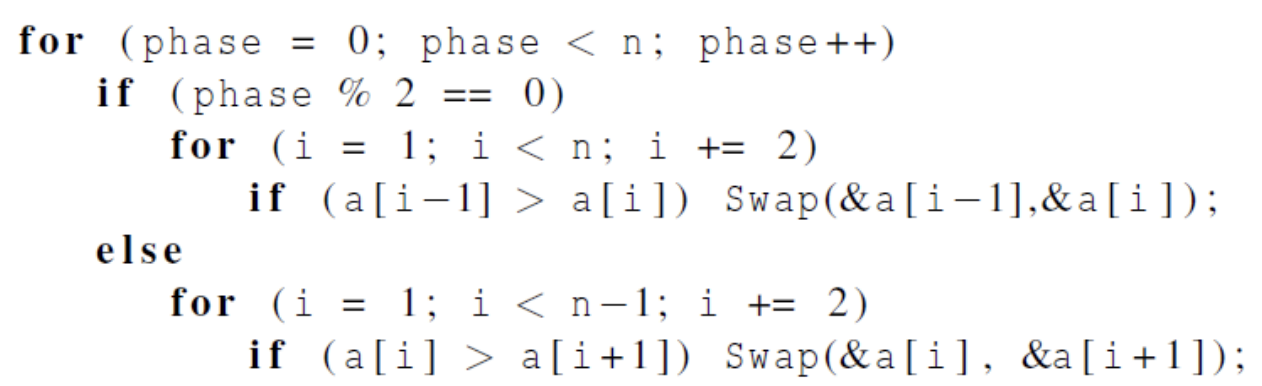 for (phase = 0; phase < n; phase++)
if (phase % 2 == 0)
for (i = 1; i < n; i += 2)
if (a[i−1] > a[i]) Swap(&a[i−1],&a[i]);
else
for (i = 1; i < n−1; i += 2)
if (a[i] > a[i+1]) Swap(&a[i], &a[i+1]);